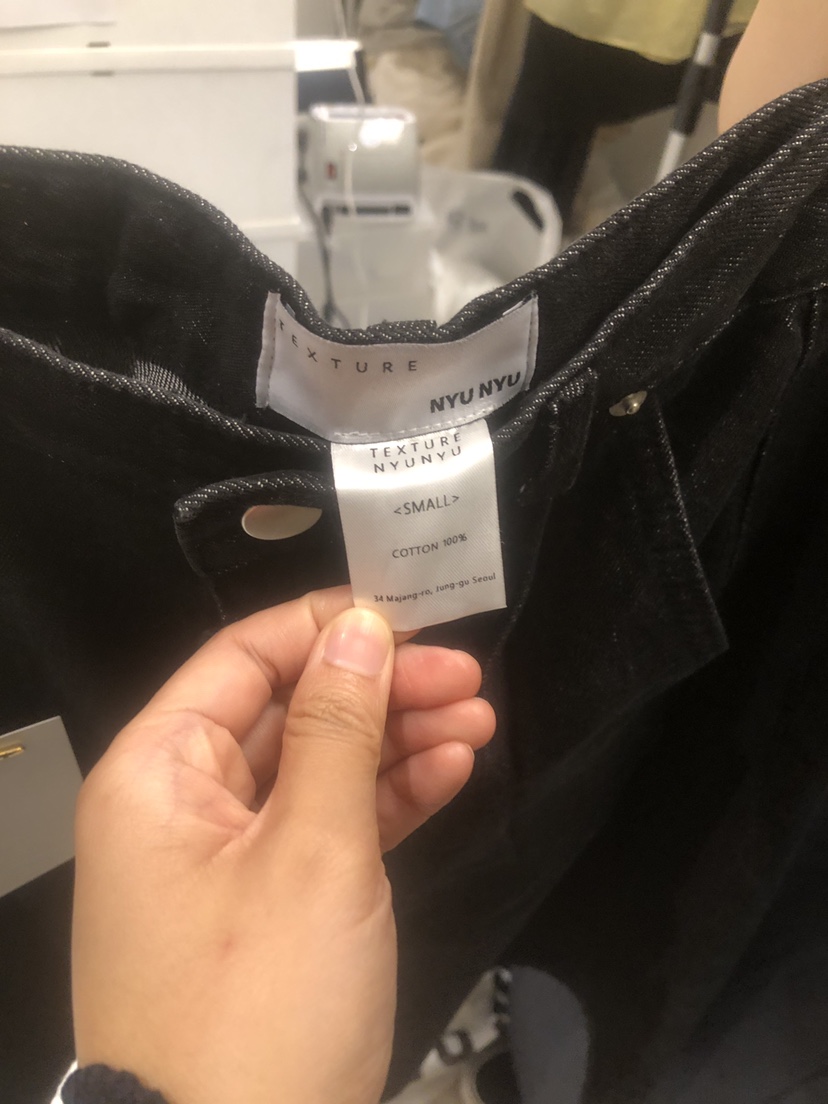 TEXTURE
NYU NYU
TEXTURE
NYUNYU
<SMALL>
COTTON 100%
34 Majang-ro, Jung-gu Seoul